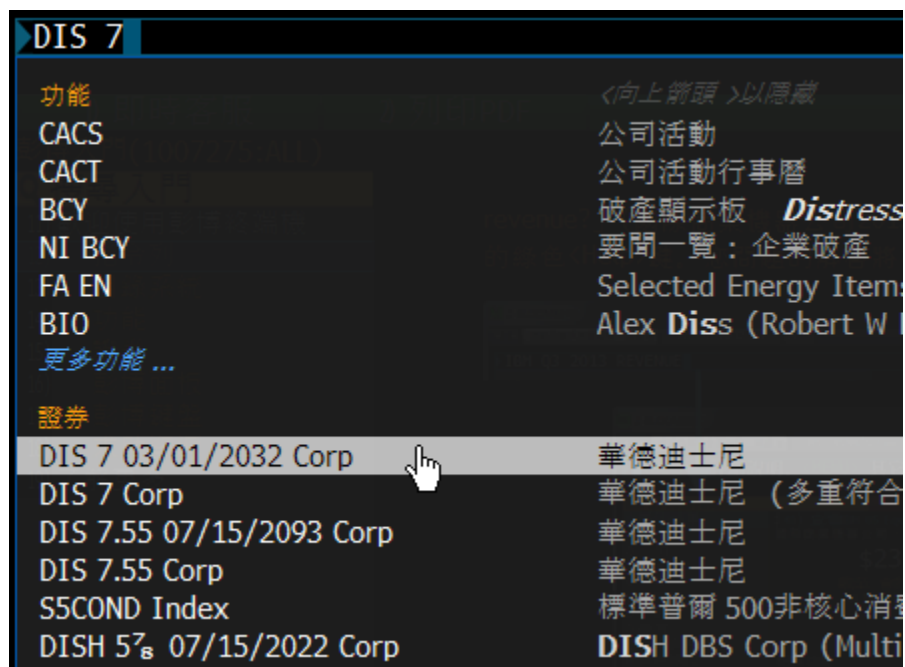 DIS 7
功能 <向上箭頭 >以隱藏
CACS 公司活動
CACT 公司活動行事曆
BCY 破產顯示板 Distress
NI BCY 要聞一覽：企業破產
FA EN Selected Energy Items
BIO Alex Diss (Robert W
更多功能 ...
證券
DIS 7 03/01/2032 Corp 華德迪士尼
DIS 7 Corp 華德迪士尼 (多重符合
DIS 7.55 07/15/2093 Corp 華德迪士尼
DIS 7.55 Corp 華德迪士尼
S5COND Index 標準普爾 500非核心消
DISH 5⅞ 07/15/2022 Corp DISH DBS Corp (Multi